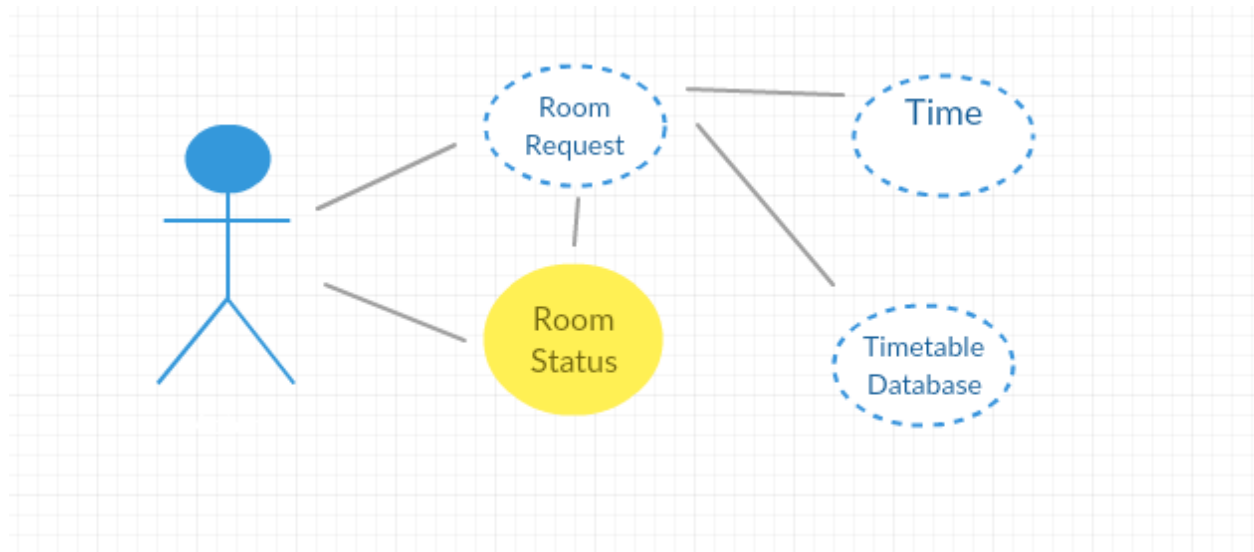 Room
Request
Time
Room
Status
Timetable
Database